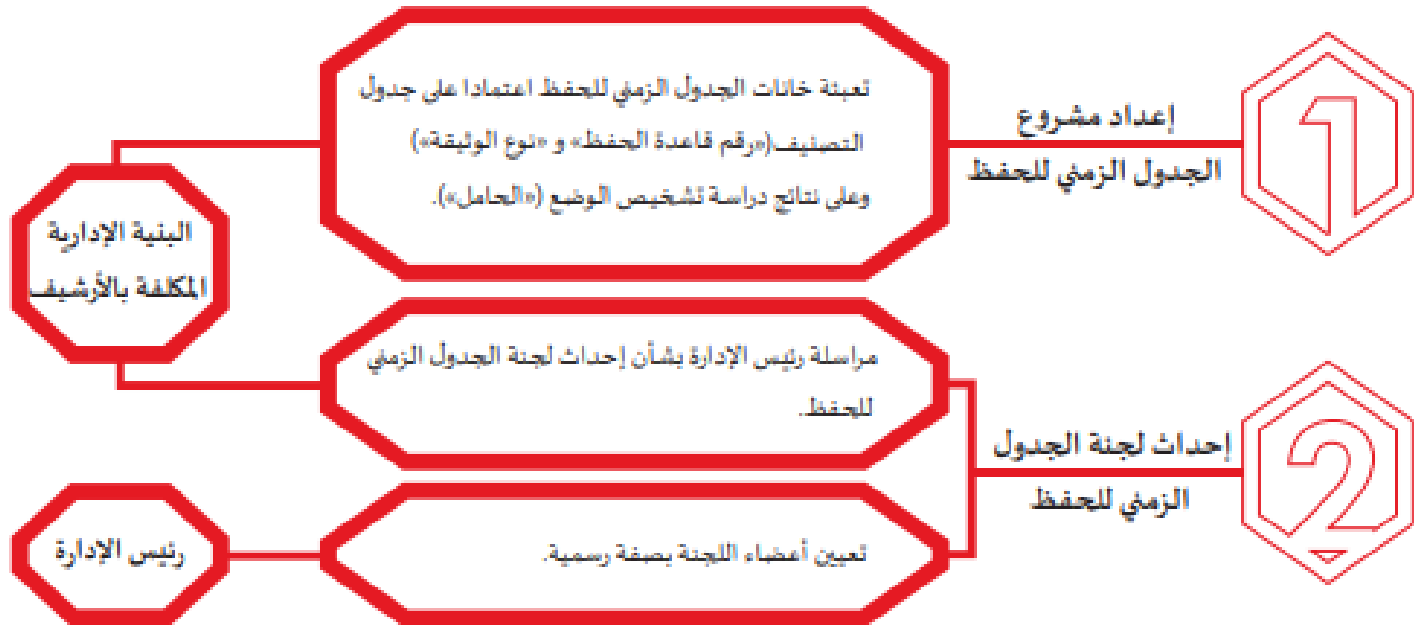 1
إعداد مشروع
الجدول الزمني للحفظ
تعبئة خانات الجدول الزمني للحفظ اعتمادا على جدول
التصنيف(«رقم قاعدة الحفظ» و «نوع الوثيقة»)
وعلى نتائج دراسة تشخيص الوضع («الحامل»).
البنية الإدارية
المكلفة بالأرشيف
2
إحداث لجنة الجدول
الزمني للحفظ
مراسلة رئيس الإدارة بشأن إحداث لجنة الجدول الزمني
للحفظ.
تعيين أعضاء اللجنة بصفة رسمية.
رئيس الإدارة